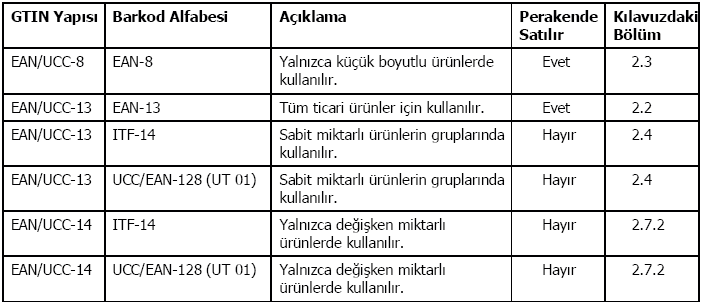 GTIN Yapısı Barkod Alfabesi Açıklama Perakende Satılır Kılavuzdaki Bölüm
EAN/UCC-8 EAN-8 Yalnızca küçük boyutlu ürünlerde kullanılır. Evet 2.3
EAN/UCC-13 EAN-13 Tüm ticari ürünler için kullanılır. Evet 2.2
EAN/UCC-13 ITF-14 Sabit miktarlı ürünlerin gruplarında kullanılır. Hayır 2.4
EAN/UCC-13 UCC/EAN-128 (UT 01) Sabit miktarlı ürünlerin gruplarında kullanılır. Hayır 2.4
EAN/UCC-14 ITF-14 Yalnızca değişken miktarlı ürünlerde kullanılır. Hayır 2.7.2
EAN/UCC-14 UCC/EAN-128 (UT 01) Yalnızca değişken miktarlı ürünlerde kullanılır. Hayır 2.7.2